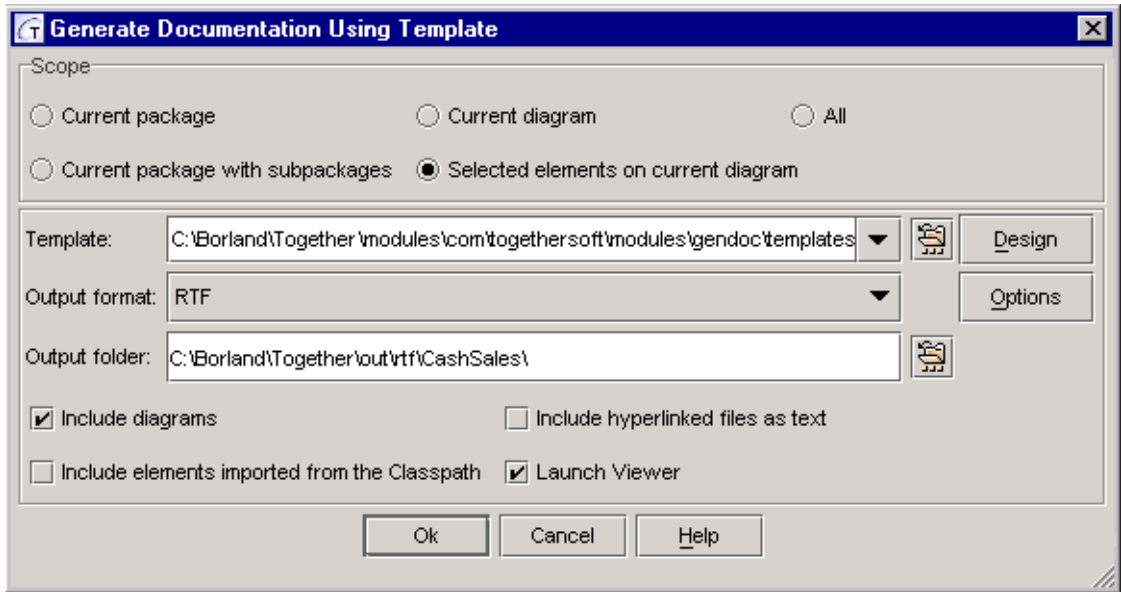 Generate Documentation Using Template
Scope
Current package
Current diagram
All
Current package with subpackages
Selected elements on current diagram
Template:
C:\Borland\Together\modules\com\togethersoft\modules\gendoc\templates
Design
Output format:
RTF
Options
Output folder:
C:\Borland\Together\out\rtf\CashSales\
Include diagrams
Include hyperlinked files as text
Include elements imported from the Classpath
Launch Viewer
Ok
Cancel
Help